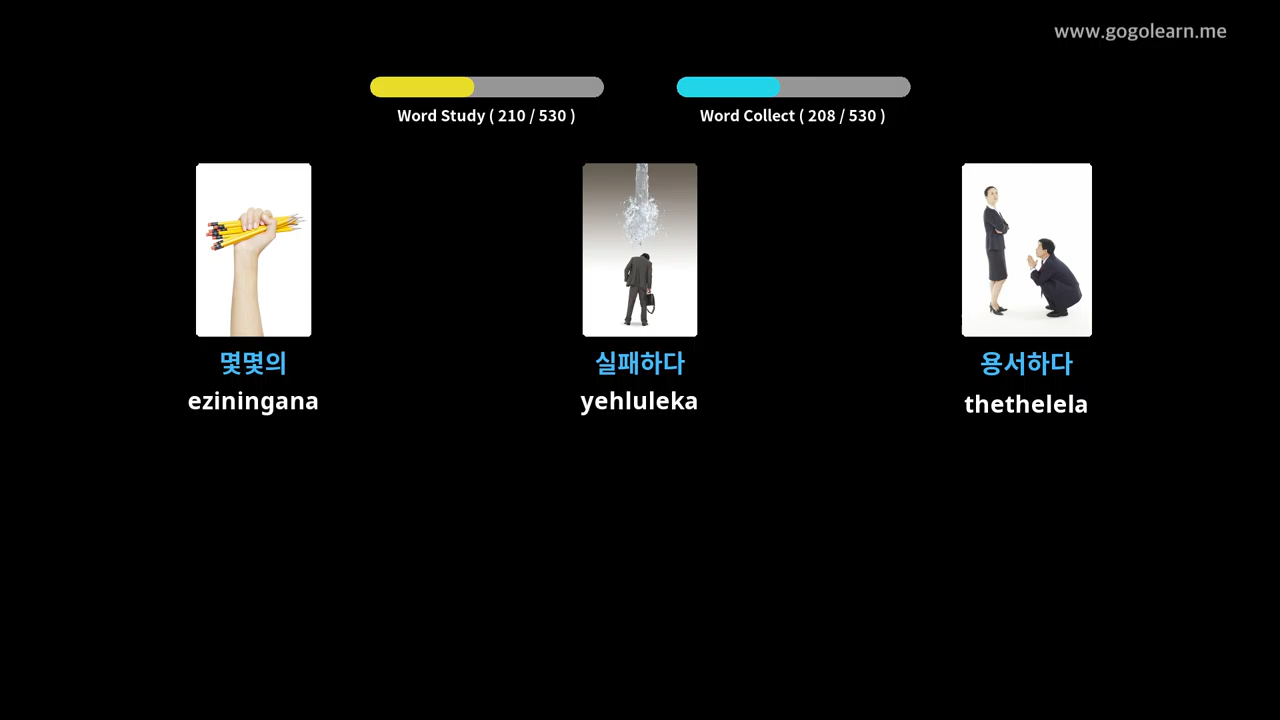 www.gogolearn.me
Word Study ( 210 / 530 )
Word Collect ( 208 / 530 )
몇몇의
실패하다
용서하다
eziningana
yehluleka
thethelela